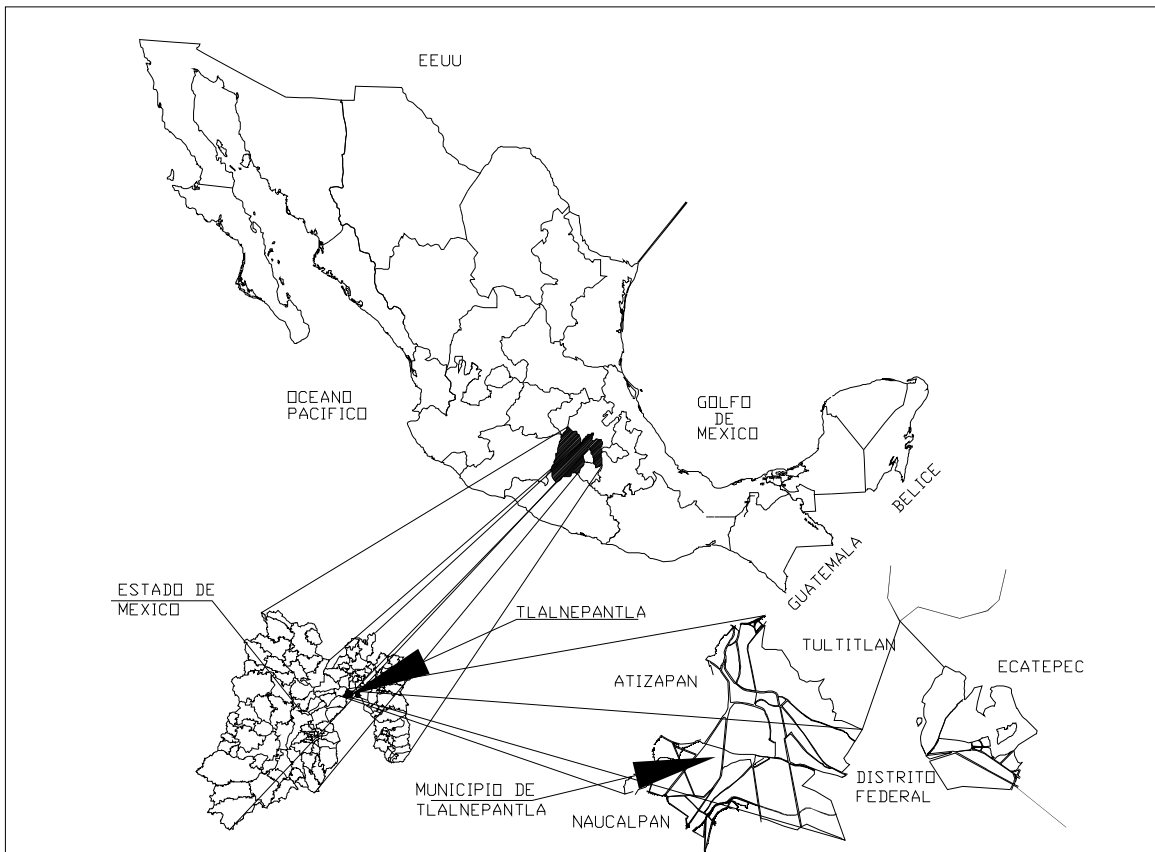 EEUU
OCEANO
PACIFICO
GOLFO
DE
MEXICO
BELICE
GUATEMALA
ESTADO DE
MEXICO
TLALNEPANTLA
TULTITLAN
ECATEPEC
ATIZAPAN
MUNICIPIO DE
TLALNEPANTLA
DISTRITO
FEDERAL
NAUCALPAN